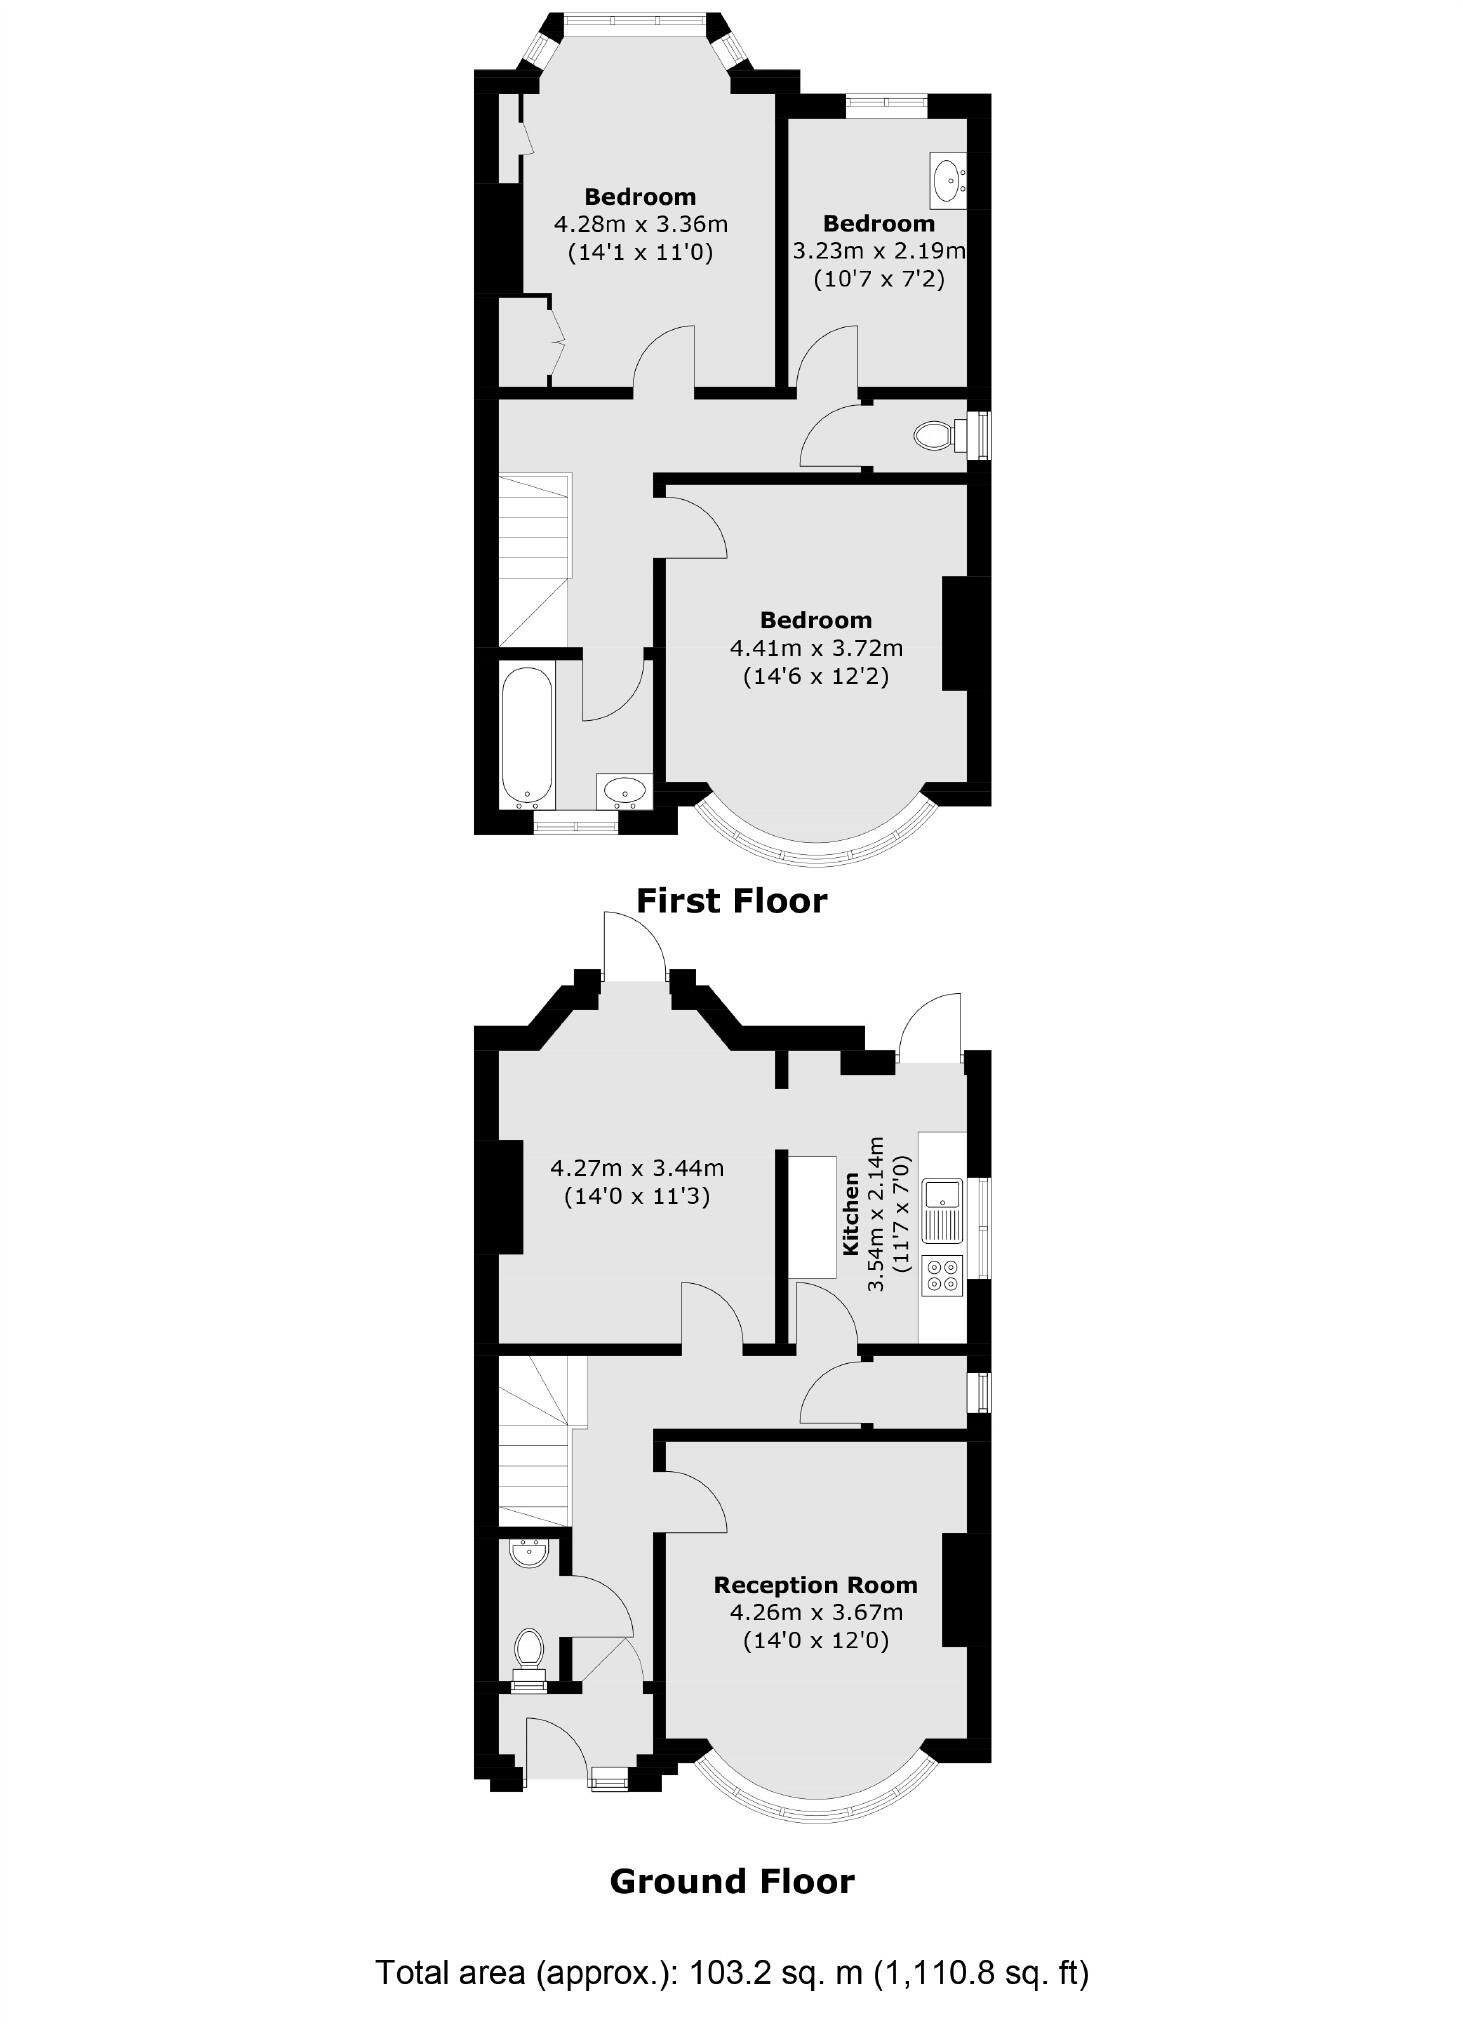 Bedroom
4.28m x 3.36m
(14'1 x 11'0)
Bedroom
3.23m x 2.19m
(10'7 x 7'2)
Bedroom
4.41m x 3.72m
(14'6 x 12'2)
First Floor
4.27m x 3.44m
(14'0 x 11'3)
Kitchen
3.54m x 2.14m
(11'7 x 7'0)
Reception Room
4.26m x 3.67m
(14'0 x 12'0)
Ground Floor
Total area (approx.): 103.2 sq. m (1,110.8 sq. ft)